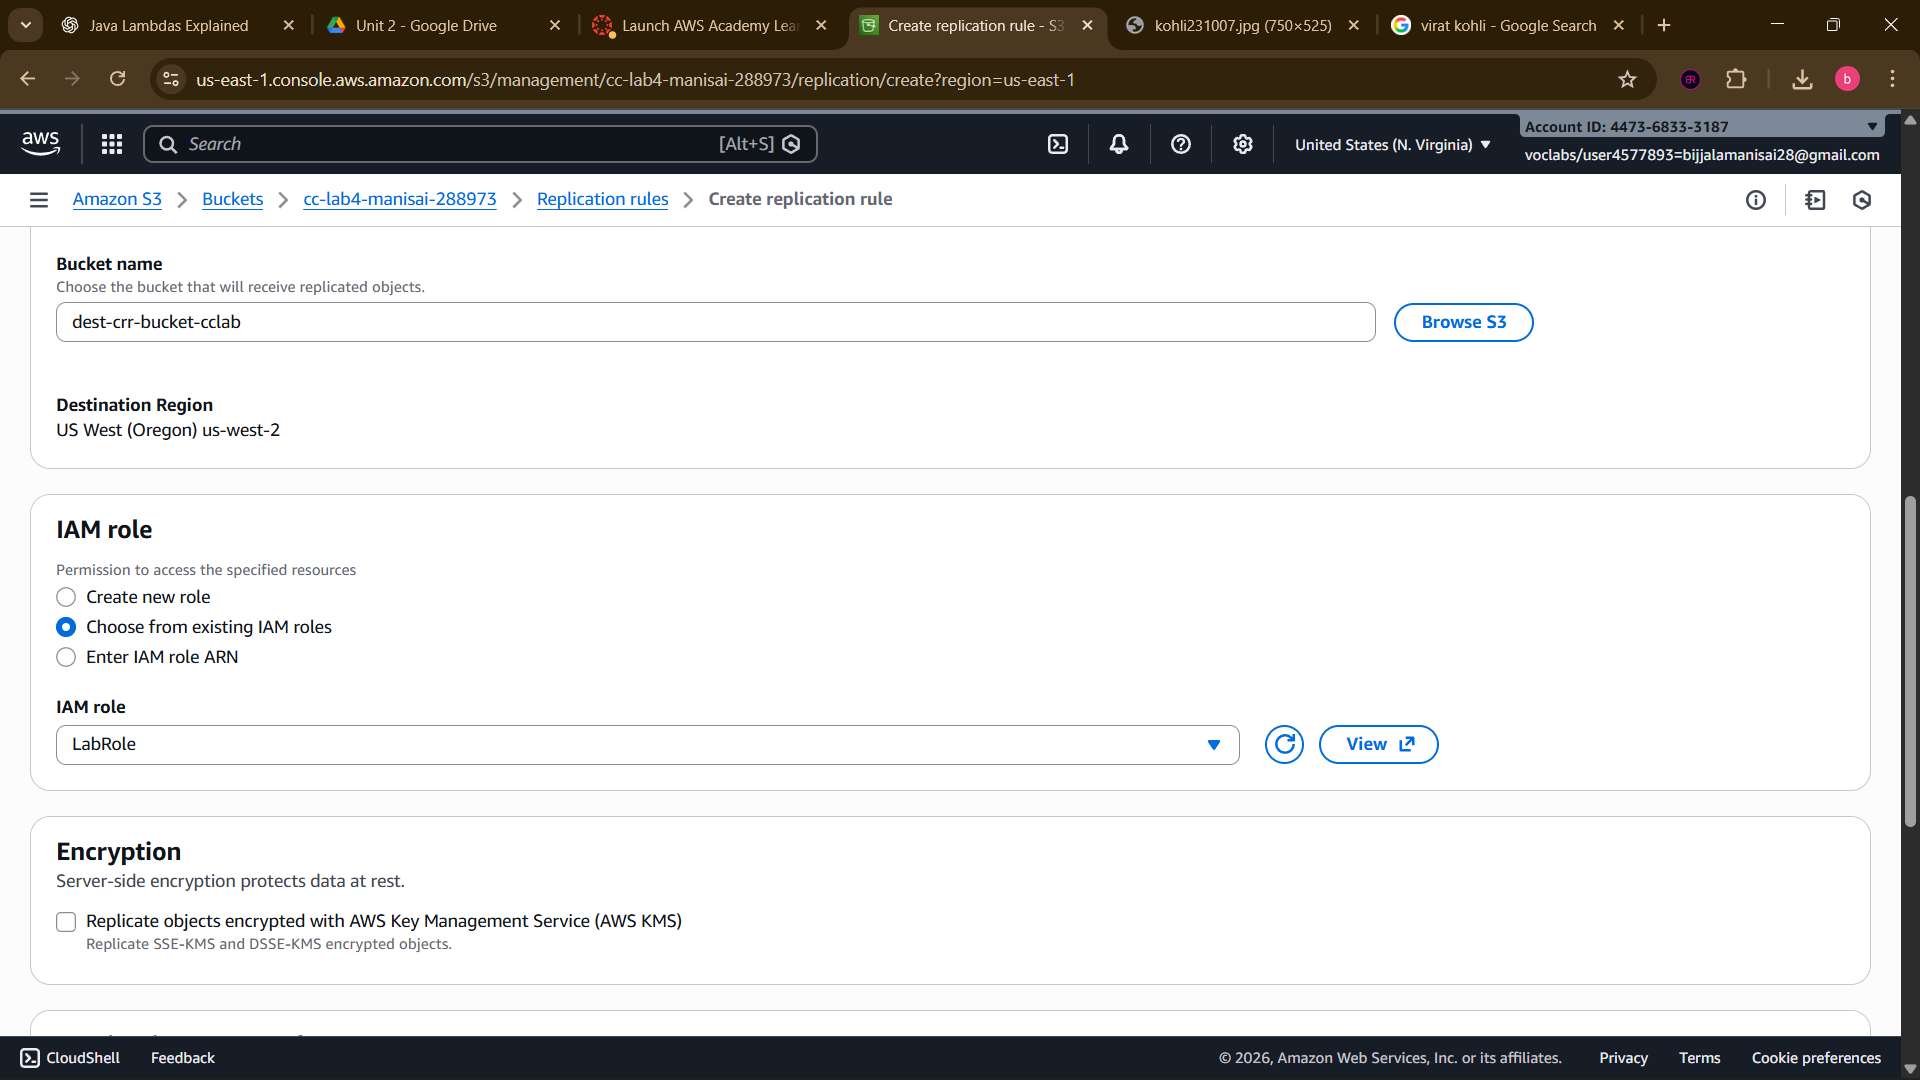 Java Lambdas Explained
Unit 2 - Google Drive
Launch AWS Academy Lea
Create replication rule - S3
kohli231007.jpg (750×525)
virat kohli - Google Search
us-east-1.console.aws.amazon.com/s3/management/cc-lab4-manisai-288973/replication/create?region=us-east-1
BR
b
aws
Search
[Alt+S]
United States (N. Virginia)
Account ID: 4473-6833-3187
voclabs/user4577893=bijjalamanisai28@gmail.com
Amazon S3
Buckets
cc-lab4-manisai-288973
Replication rules
Create replication rule
Bucket name
Choose the bucket that will receive replicated objects.
dest-crr-bucket-cclab
Browse S3
Destination Region
US West (Oregon) us-west-2
IAM role
Permission to access the specified resources
Create new role
Choose from existing IAM roles
Enter IAM role ARN
IAM role
LabRole
View
Encryption
Server-side encryption protects data at rest.
Replicate objects encrypted with AWS Key Management Service (AWS KMS)
Replicate SSE-KMS and DSSE-KMS encrypted objects.
CloudShell
Feedback
© 2026, Amazon Web Services, Inc. or its affiliates.
Privacy
Terms
Cookie preferences